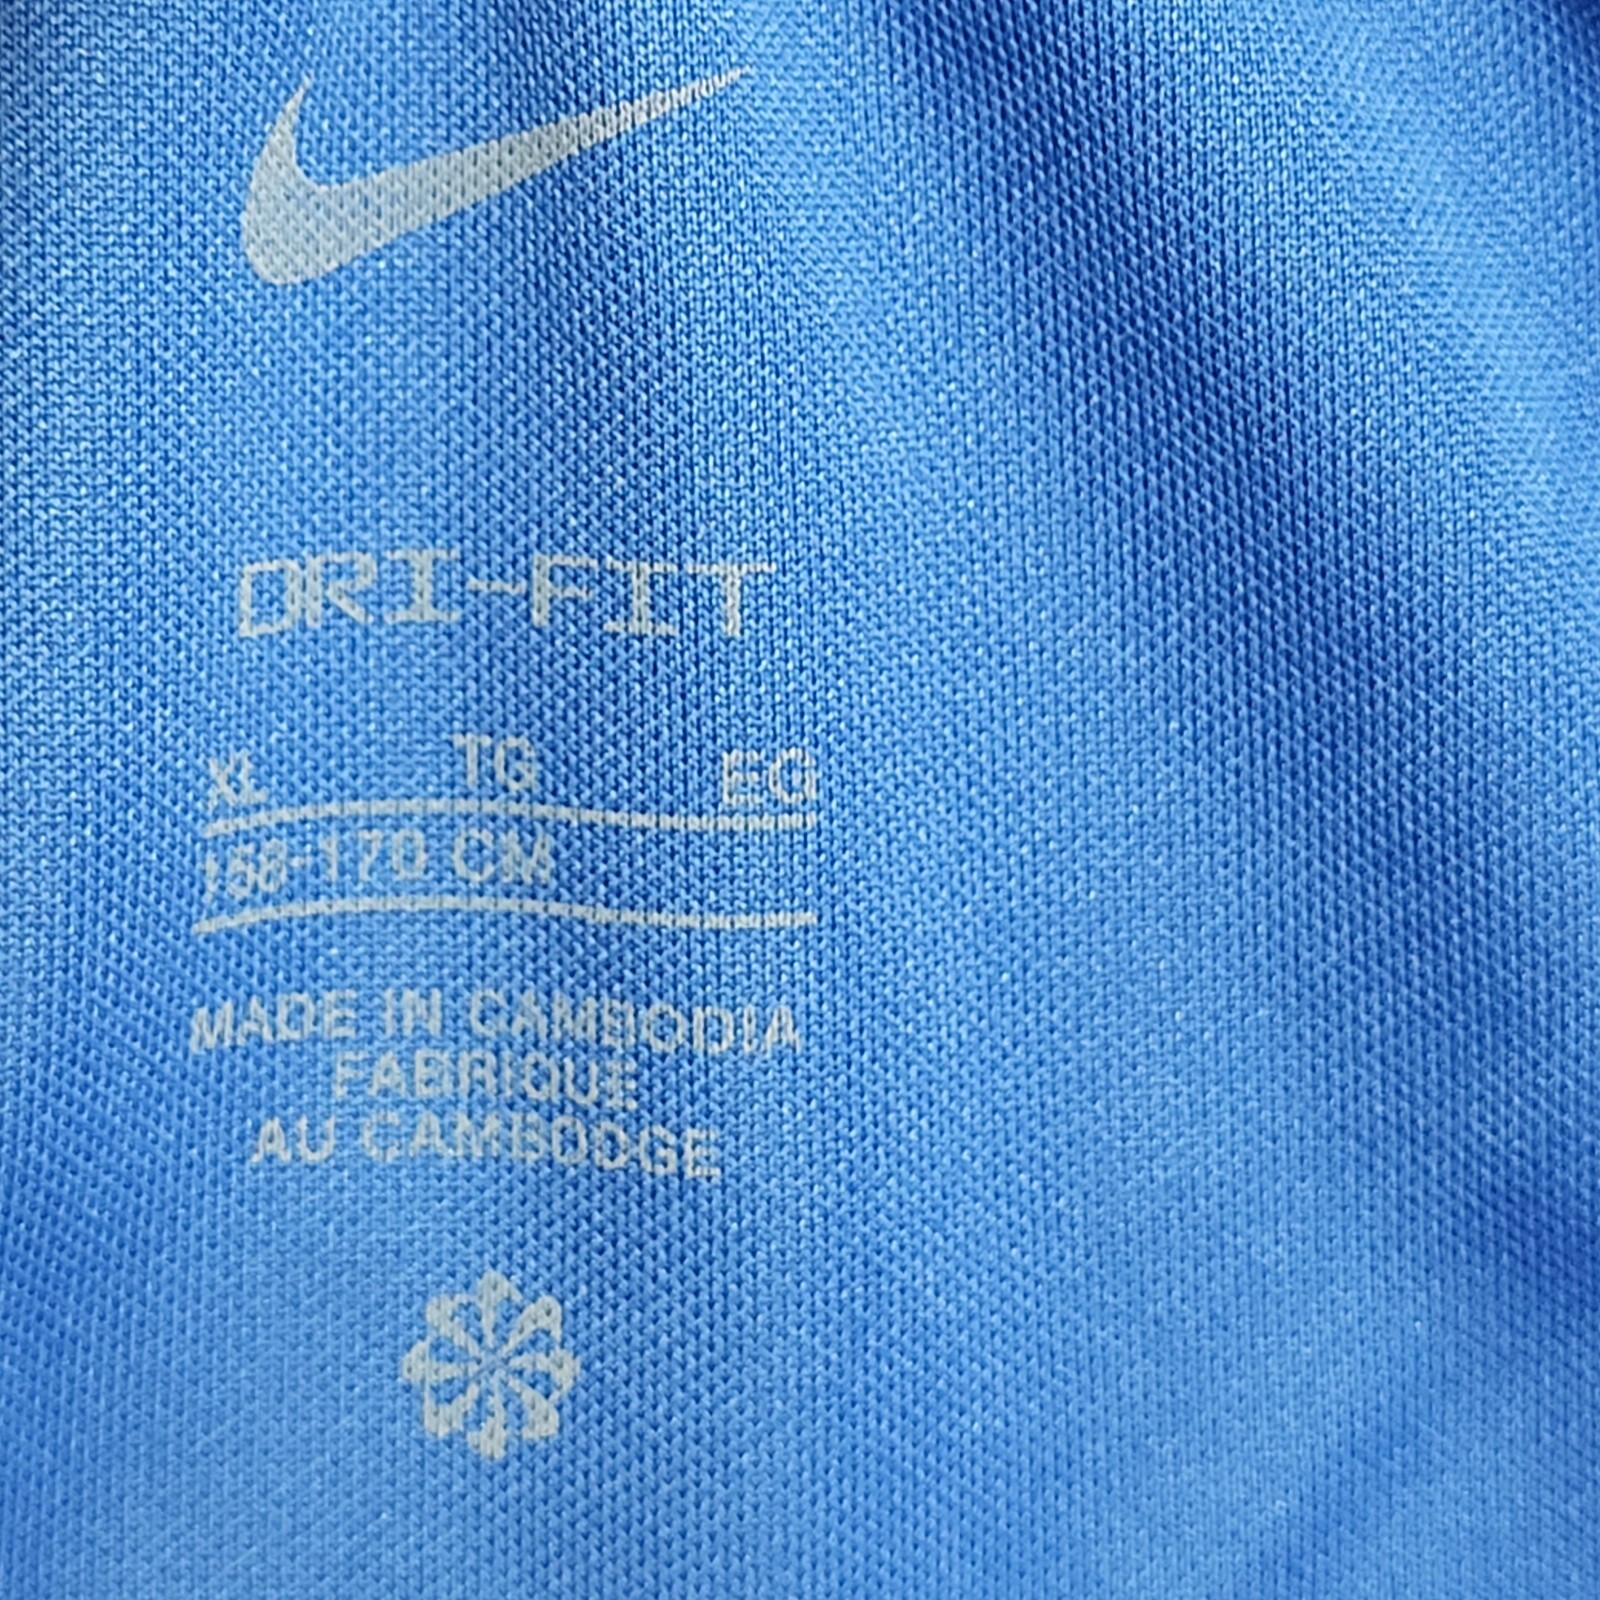 DRI-FIT
XL TG EG
158-170 CM
MADE IN CAMBODIA
FABRIQUE
AU CAMBODGE